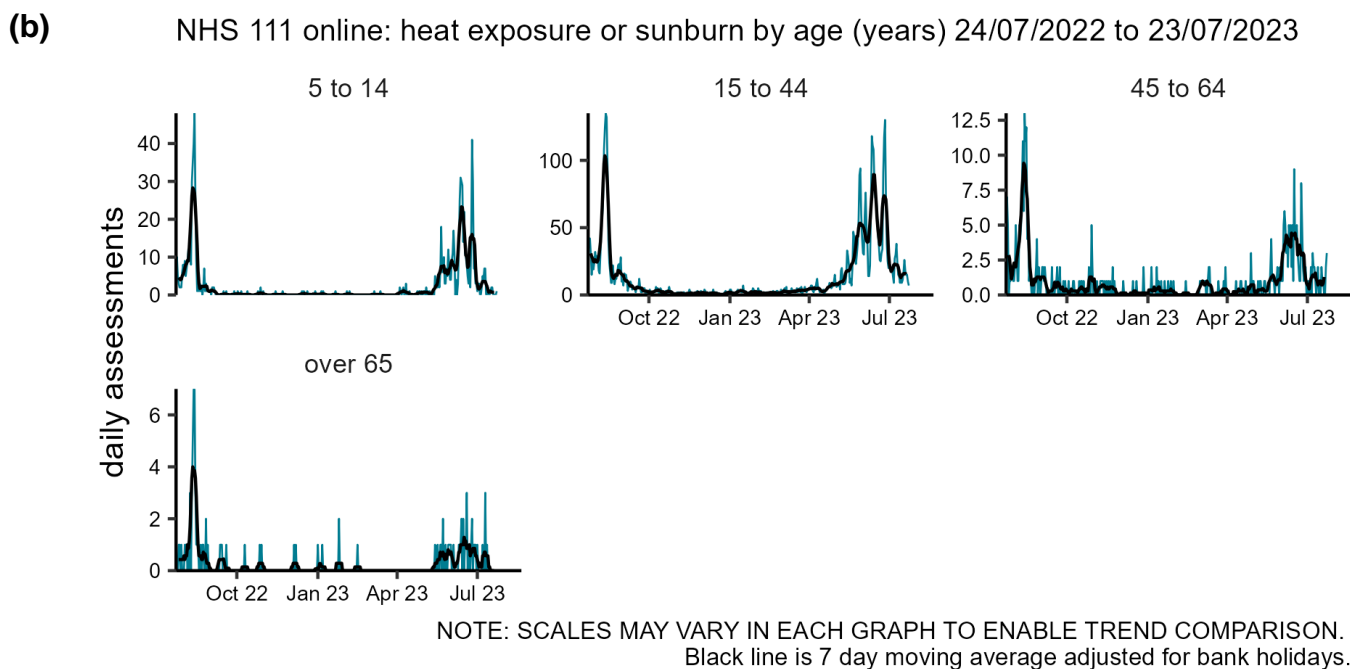 (b)
NHS 111 online: heat exposure or sunburn by age (years) 24/07/2022 to 23/07/2023
5 to 14
15 to 44
45 to 64
daily assessments
40
30
20
10
0
100
50
0
Oct 22 Jan 23 Apr 23 Jul 23
12.5
10.0
7.5
5.0
2.5
0.0
Oct 22 Jan 23 Apr 23 Jul 23
over 65
6
4
2
0
Oct 22 Jan 23 Apr 23 Jul 23
NOTE: SCALES MAY VARY IN EACH GRAPH TO ENABLE TREND COMPARISON.
Black line is 7 day moving average adjusted for bank holidays.